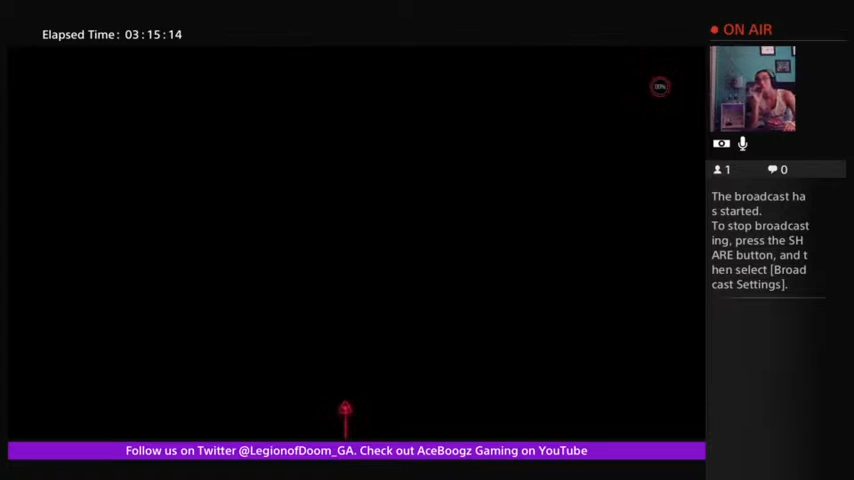 Elapsed Time: 03:15:14
ON AIR
100%
1
0
The broadcast ha
s started.
To stop broadcast
ing, press the SH
ARE button, and t
hen select [Broad
cast Settings].
Follow us on Twitter @LegionofDoom_GA. Check out AceBoogz Gaming on YouTube